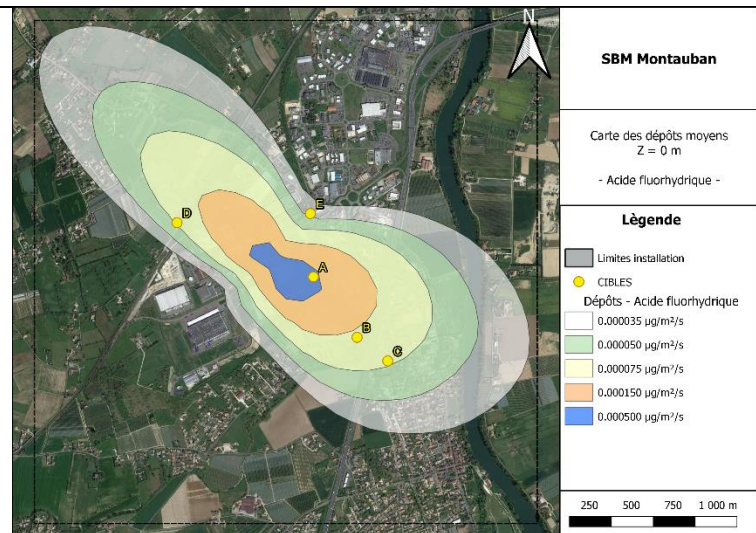 N
E
D
A
B
C
SBM Montauban
Carte des dépôts moyens
Z = 0 m
- Acide fluorhydrique -
Lègende
Limites installation
CIBLES
Dépôts - Acide fluorhydrique
0.000035 µg/m²/s
0.000050 µg/m²/s
0.000075 µg/m²/s
0.000150 µg/m²/s
0.000500 µg/m²/s
250 500 750 1 000 m